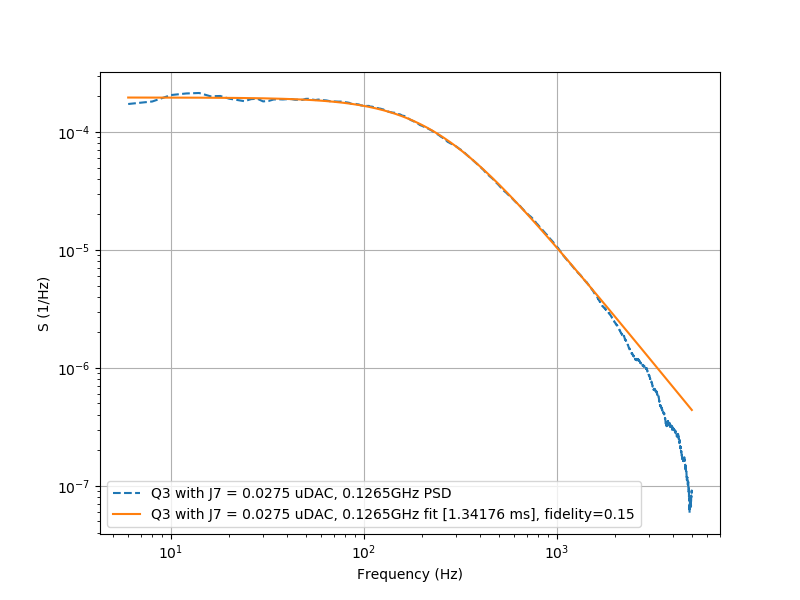 S (1/Hz)
10⁻⁴
10⁻⁵
10⁻⁶
10⁻⁷
Q3 with J7 = 0.0275 uDAC, 0.1265GHz PSD
Q3 with J7 = 0.0275 uDAC, 0.1265GHz fit [1.34176 ms], fidelity=0.15
10¹ 10² 10³
Frequency (Hz)